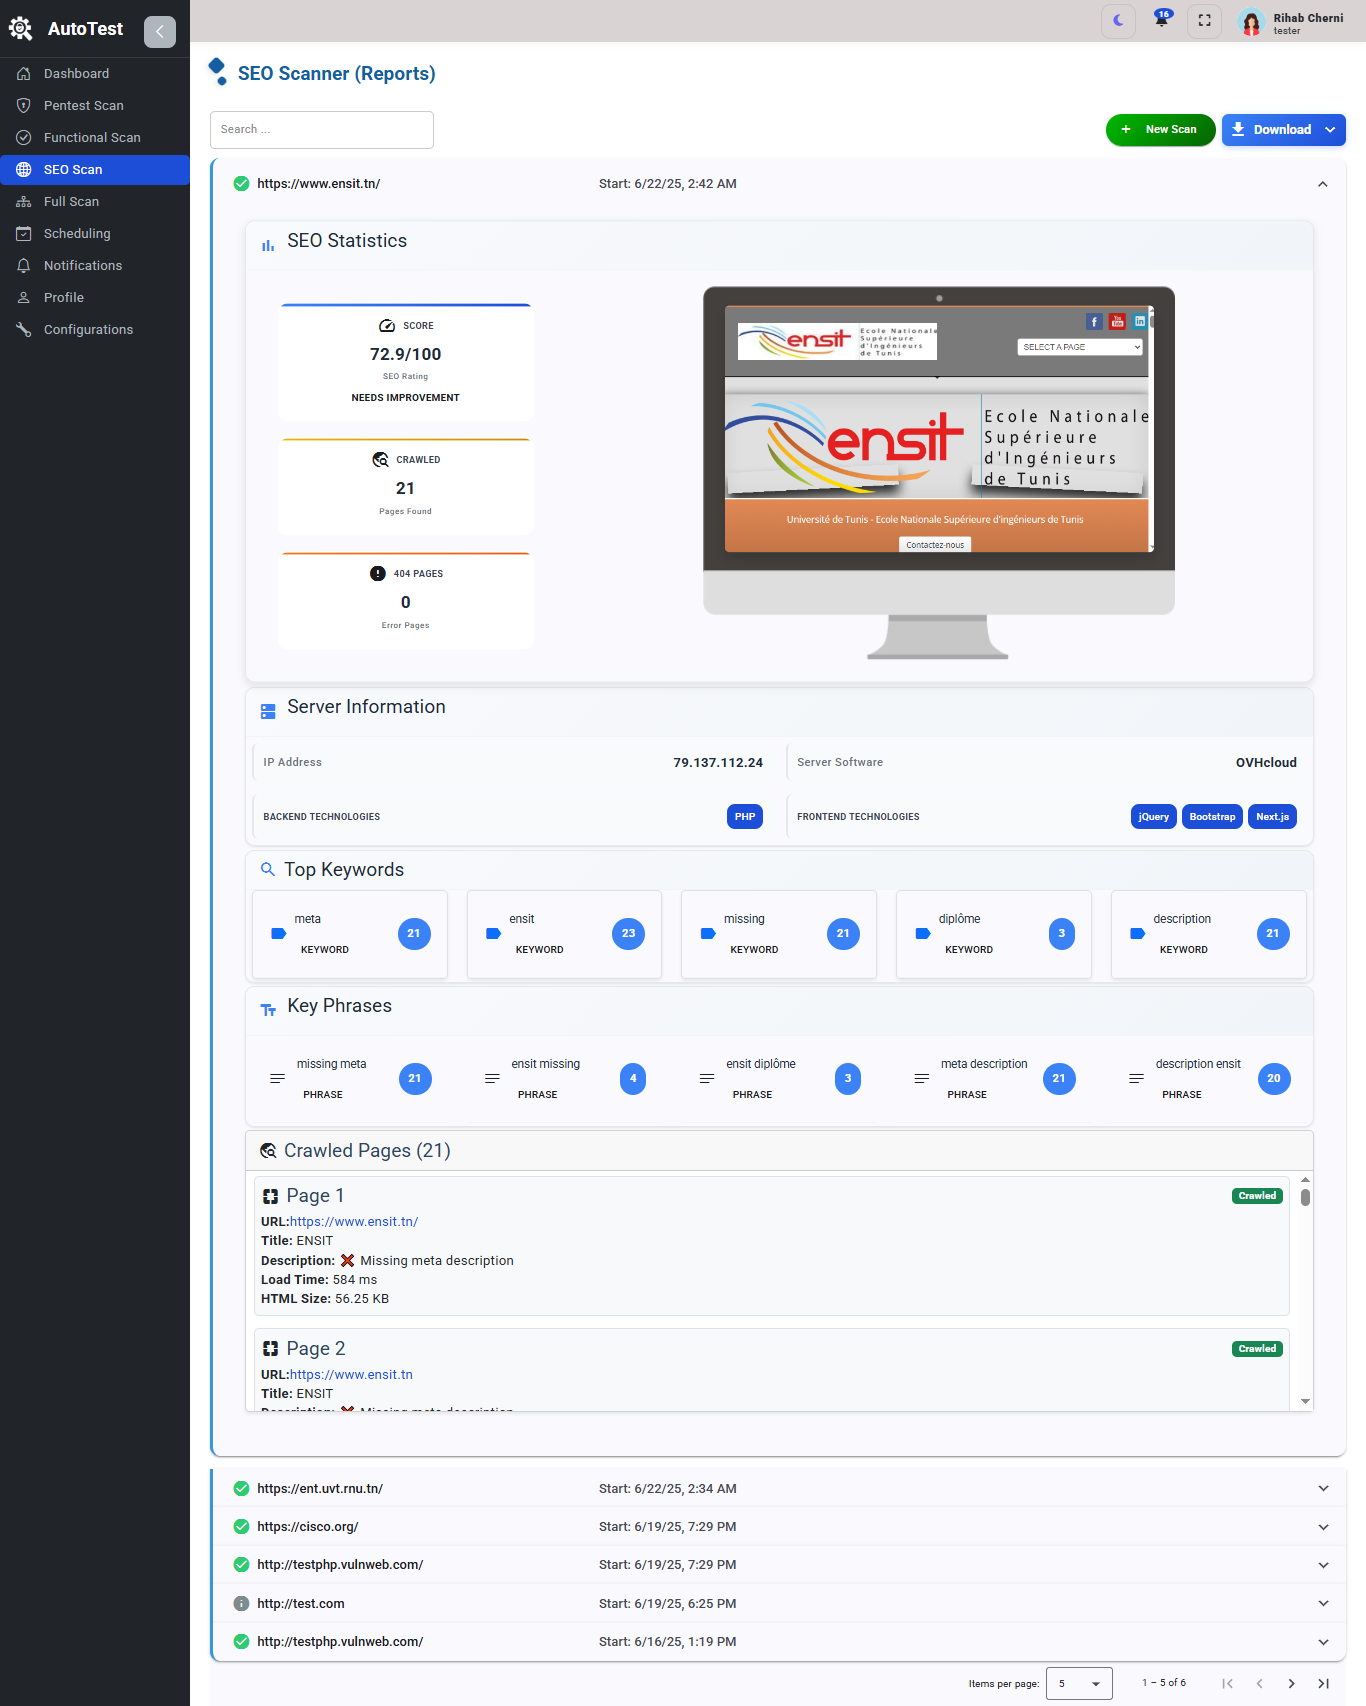 AutoTest
Dashboard
Pentest Scan
Functional Scan
SEO Scan
Full Scan
Scheduling
Notifications
Profile
Configurations
16
Rihab Cherni
tester
SEO Scanner (Reports)
Search ...
+ New Scan
Download
https://www.ensit.tn/ Start: 6/22/25, 2:42 AM
SEO Statistics
SCORE
72.9/100
SEO Rating
NEEDS IMPROVEMENT
CRAWLED
21
Pages Found
404 PAGES
0
Error Pages
ensit
Ecole Nationale
Supérieure
d'Ingénieurs
de Tunis
f
You
in
SELECT A PAGE
ensit
Ecole Nationale
Supérieure
d'Ingénieurs
de Tunis
Université de Tunis - Ecole Nationale Supérieure d'ingénieurs de Tunis
Contactez-nous
Server Information
IP Address 79.137.112.24
Server Software OVHcloud
BACKEND TECHNOLOGIES PHP
FRONTEND TECHNOLOGIES jQuery Bootstrap Next.js
Top Keywords
meta
KEYWORD
21
ensit
KEYWORD
23
missing
KEYWORD
21
diplôme
KEYWORD
3
description
KEYWORD
21
Key Phrases
missing meta
PHRASE
21
ensit missing
PHRASE
4
ensit diplôme
PHRASE
3
meta description
PHRASE
21
description ensit
PHRASE
20
Crawled Pages (21)
Page 1 Crawled
URL:https://www.ensit.tn/
Title: ENSIT
Description: ❌ Missing meta description
Load Time: 584 ms
HTML Size: 56.25 KB
Page 2 Crawled
URL:https://www.ensit.tn
Title: ENSIT
Description: ❌ Missing meta description
https://ent.uvt.rnu.tn/ Start: 6/22/25, 2:34 AM
https://cisco.org/ Start: 6/19/25, 7:29 PM
http://testphp.vulnweb.com/ Start: 6/19/25, 7:29 PM
http://test.com Start: 6/19/25, 6:25 PM
http://testphp.vulnweb.com/ Start: 6/16/25, 1:19 PM
Items per page: 5 1 – 5 of 6